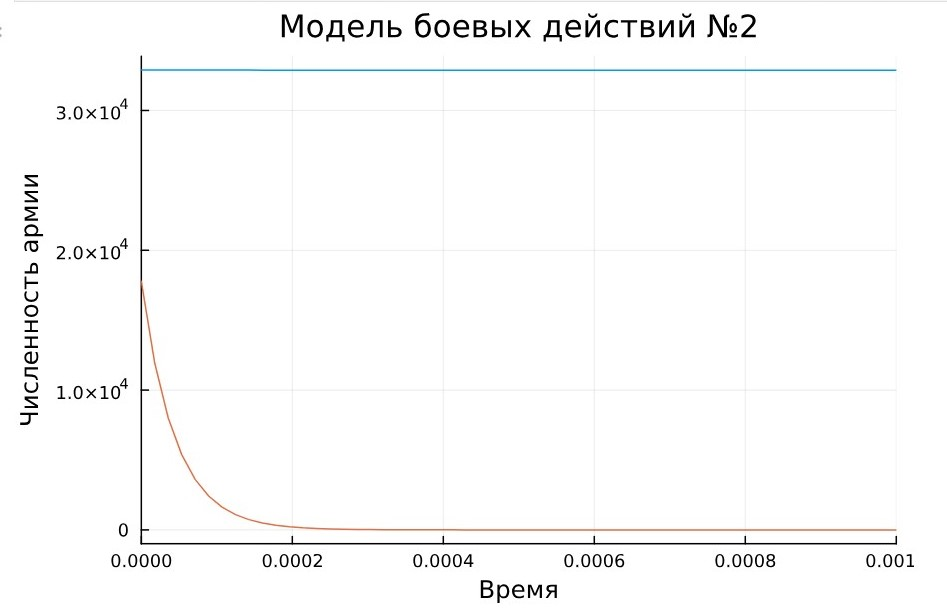 Модель боевых действий №2
Численность армии
3.0×10⁴
2.0×10⁴
1.0×10⁴
0
0.0000 0.0002 0.0004 0.0006 0.0008 0.001
Время